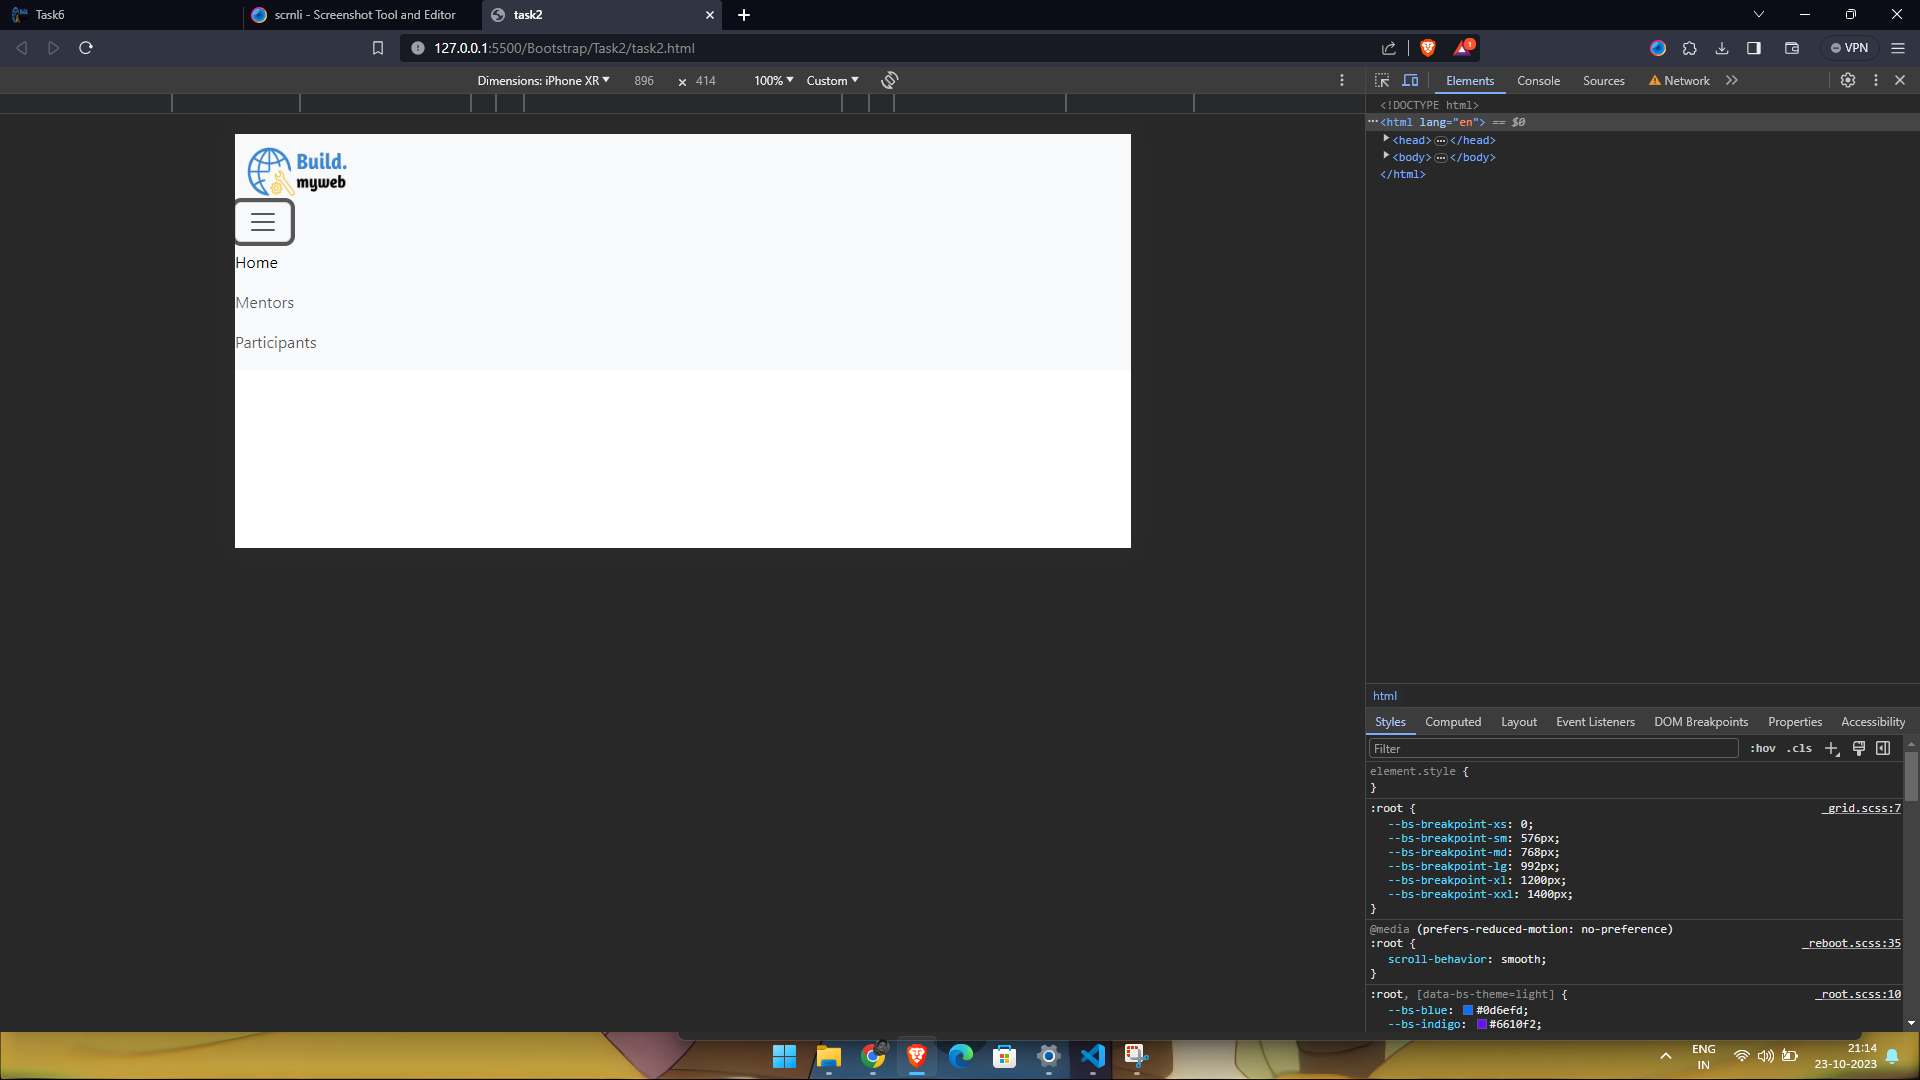 Task6
scrnli - Screenshot Tool and Editor
task2
127.0.0.1:5500/Bootstrap/Task2/task2.html
VPN
Dimensions: iPhone XR
896
×
414
100%
Custom
Elements
Console
Sources
Network
<!DOCTYPE html>
<html lang="en"> == $0
<head> … </head>
<body> … </body>
</html>
Build.
myweb
Home
Mentors
Participants
html
Styles
Computed
Layout
Event Listeners
DOM Breakpoints
Properties
Accessibility
Filter
:hov
.cls
element.style {
}
:root {
_grid.scss:7
--bs-breakpoint-xs: 0;
--bs-breakpoint-sm: 576px;
--bs-breakpoint-md: 768px;
--bs-breakpoint-lg: 992px;
--bs-breakpoint-xl: 1200px;
--bs-breakpoint-xxl: 1400px;
}
@media (prefers-reduced-motion: no-preference)
:root {
_reboot.scss:35
scroll-behavior: smooth;
}
:root, [data-bs-theme=light] {
_root.scss:10
--bs-blue: #0d6efd;
--bs-indigo: #6610f2;
ENG
IN
21:14
23-10-2023